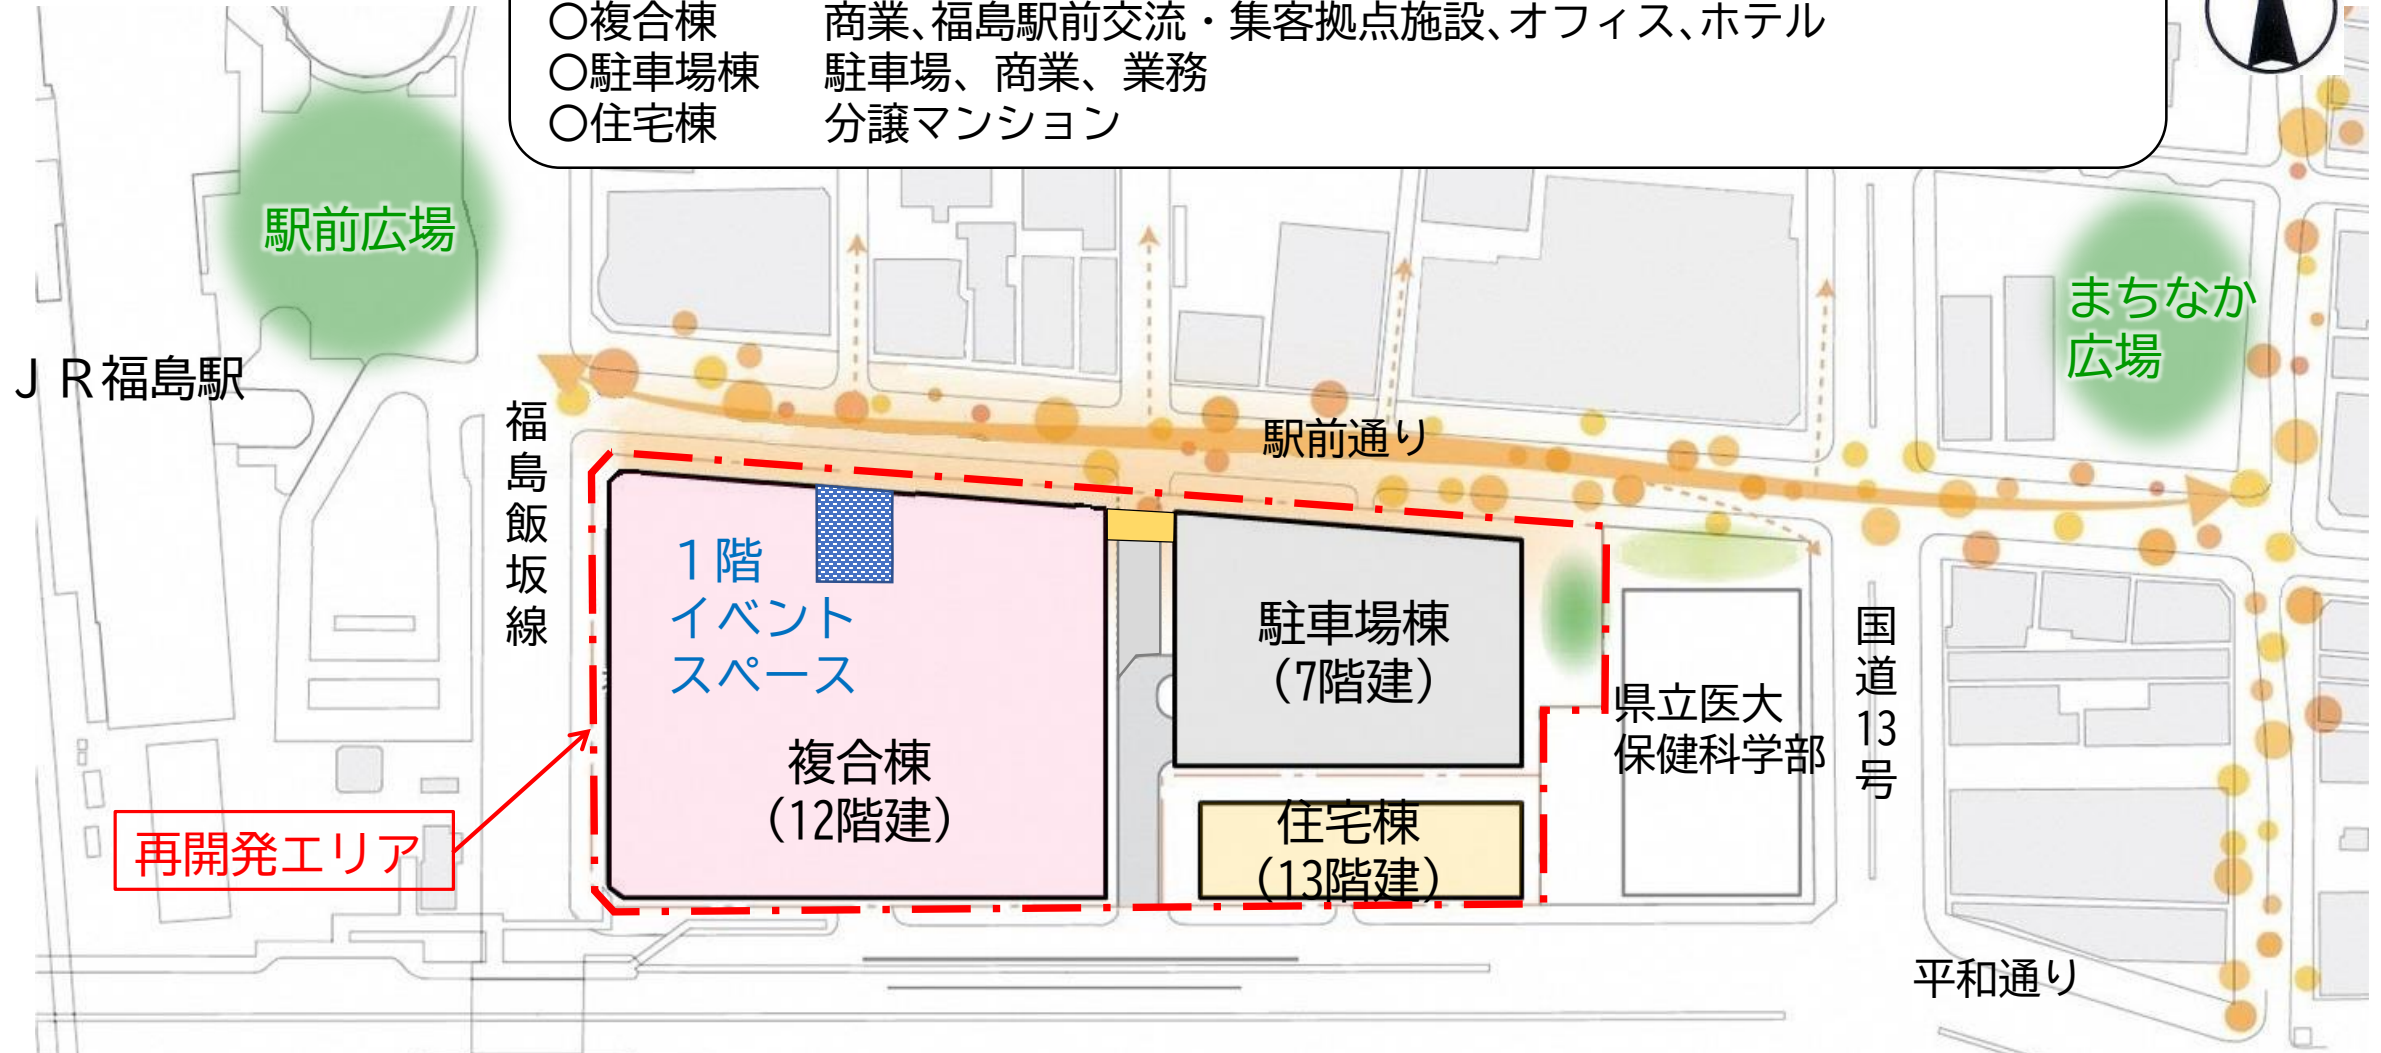 ○複合棟 商業、福島駅前交流・集客拠点施設、オフィス、ホテル
○駐車場棟 駐車場、商業、業務
○住宅棟 分譲マンション
駅前広場
まちなか
広場
ＪＲ福島駅
福島飯坂線
駅前通り
１階
イベント
スペース
駐車場棟
（7階建）
複合棟
（12階建）
住宅棟
（13階建）
県立医大
保健科学部
国道13号
再開発エリア
平和通り